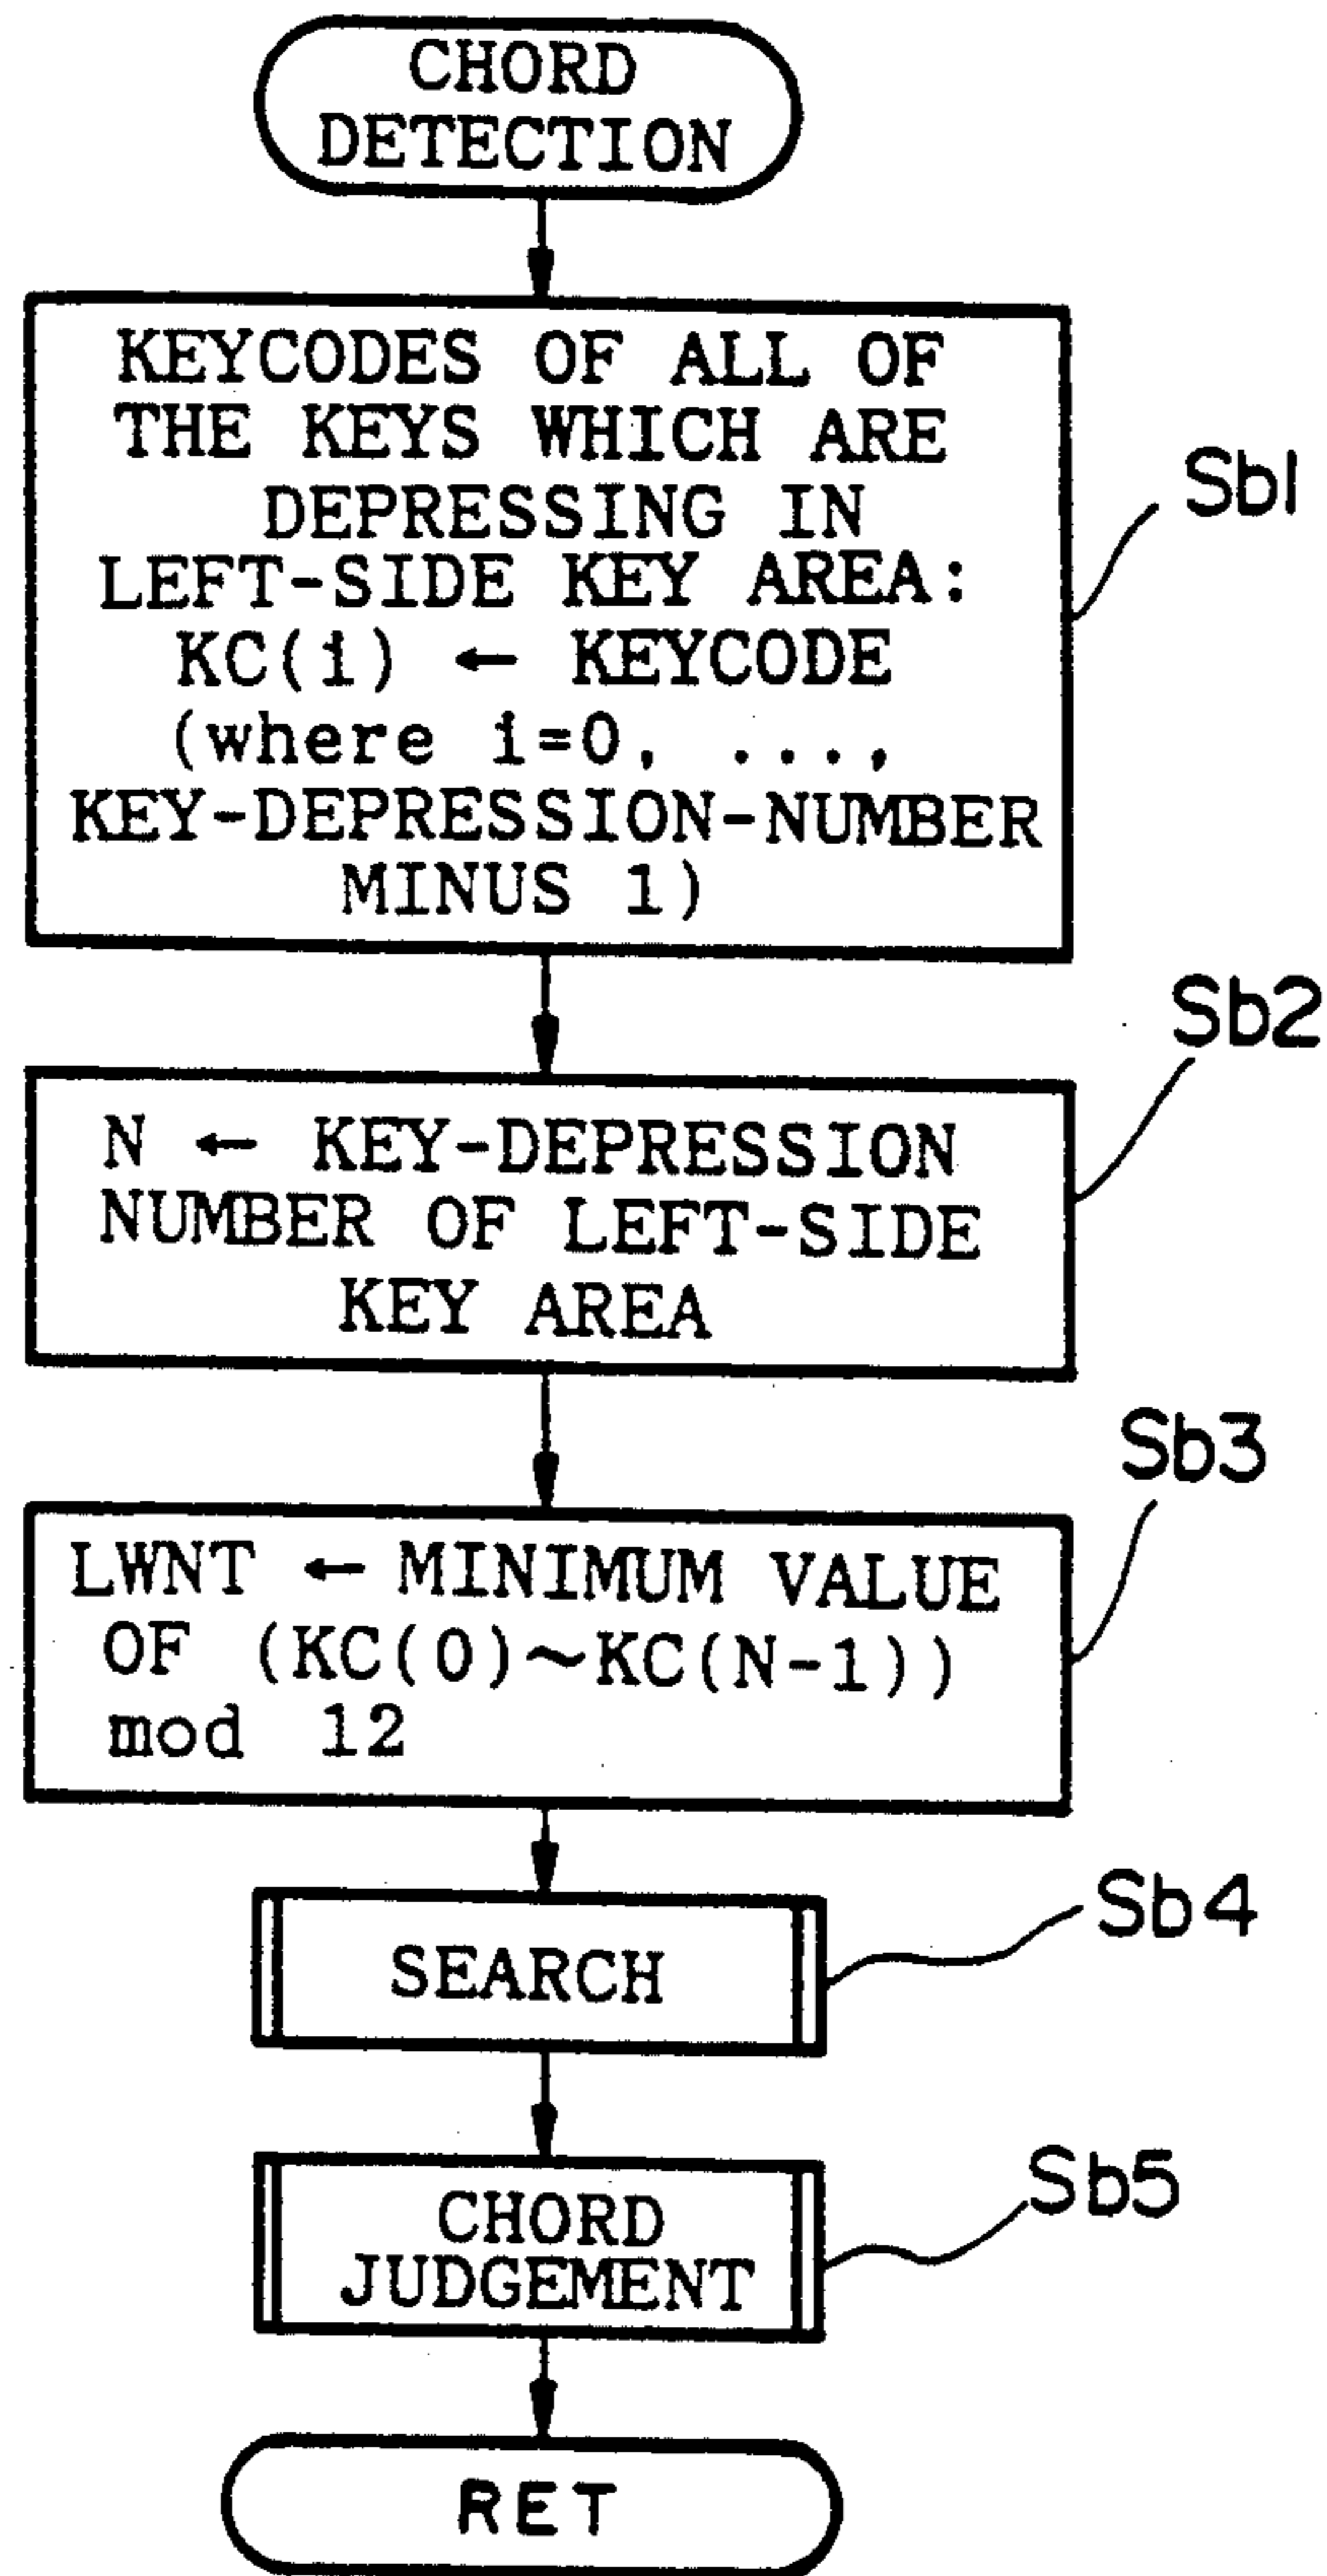 CHORD
DETECTION
KEYCODES OF ALL OF
THE KEYS WHICH ARE
DEPRESSING IN
LEFT-SIDE KEY AREA:
KC(i) ← KEYCODE
(where i=0, ...,
KEY-DEPRESSION-NUMBER
MINUS 1)
Sb1
N ← KEY-DEPRESSION
NUMBER OF LEFT-SIDE
KEY AREA
Sb2
LWNT ← MINIMUM VALUE
OF (KC(0)~KC(N-1))
mod 12
Sb3
SEARCH
Sb4
CHORD
JUDGEMENT
Sb5
RET